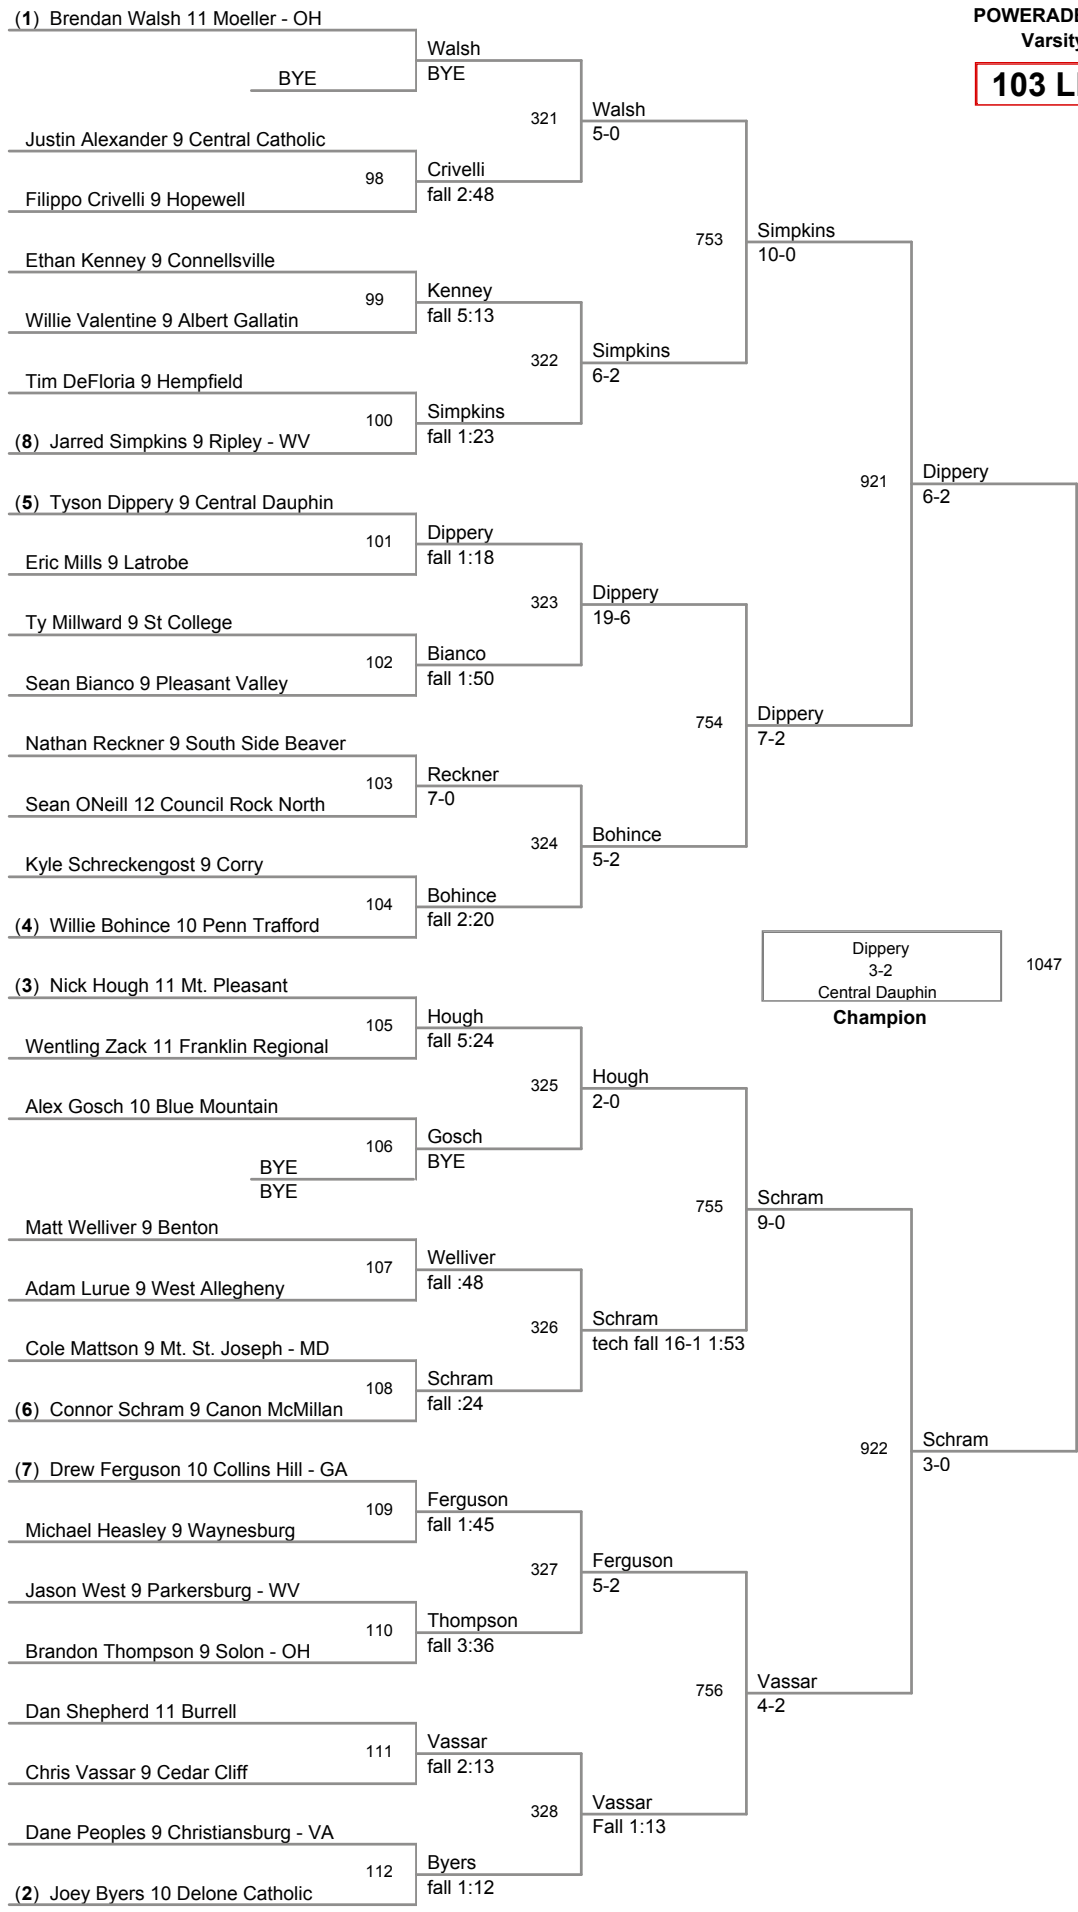 (1) Brendan Walsh 11 Moeller - OH
POWERADE
Varsity
103 L
Walsh
BYE
BYE
321
Walsh
5-0
Justin Alexander 9 Central Catholic
98
Crivelli
fall 2:48
Filippo Crivelli 9 Hopewell
753
Simpkins
10-0
Ethan Kenney 9 Connellsville
99
Kenney
fall 5:13
Willie Valentine 9 Albert Gallatin
322
Simpkins
6-2
Tim DeFloria 9 Hempfield
100
Simpkins
fall 1:23
(8) Jarred Simpkins 9 Ripley - WV
921
Dippery
6-2
(5) Tyson Dippery 9 Central Dauphin
101
Dippery
fall 1:18
Eric Mills 9 Latrobe
323
Dippery
19-6
Ty Millward 9 St College
102
Bianco
fall 1:50
Sean Bianco 9 Pleasant Valley
754
Dippery
7-2
Nathan Reckner 9 South Side Beaver
103
Reckner
7-0
Sean ONeill 12 Council Rock North
324
Bohince
5-2
Kyle Schreckengost 9 Corry
104
Bohince
fall 2:20
(4) Willie Bohince 10 Penn Trafford
Dippery
3-2
Central Dauphin
Champion
1047
(3) Nick Hough 11 Mt. Pleasant
105
Hough
fall 5:24
Wentling Zack 11 Franklin Regional
325
Hough
2-0
Alex Gosch 10 Blue Mountain
106
Gosch
BYE
BYE
BYE
755
Schram
9-0
Matt Welliver 9 Benton
107
Welliver
fall :48
Adam Lurue 9 West Allegheny
326
Schram
tech fall 16-1 1:53
Cole Mattson 9 Mt. St. Joseph - MD
108
Schram
fall :24
(6) Connor Schram 9 Canon McMillan
922
Schram
3-0
(7) Drew Ferguson 10 Collins Hill - GA
109
Ferguson
fall 1:45
Michael Heasley 9 Waynesburg
327
Ferguson
5-2
Jason West 9 Parkersburg - WV
110
Thompson
fall 3:36
Brandon Thompson 9 Solon - OH
756
Vassar
4-2
Dan Shepherd 11 Burrell
111
Vassar
fall 2:13
Chris Vassar 9 Cedar Cliff
328
Vassar
Fall 1:13
Dane Peoples 9 Christiansburg - VA
112
Byers
fall 1:12
(2) Joey Byers 10 Delone Catholic